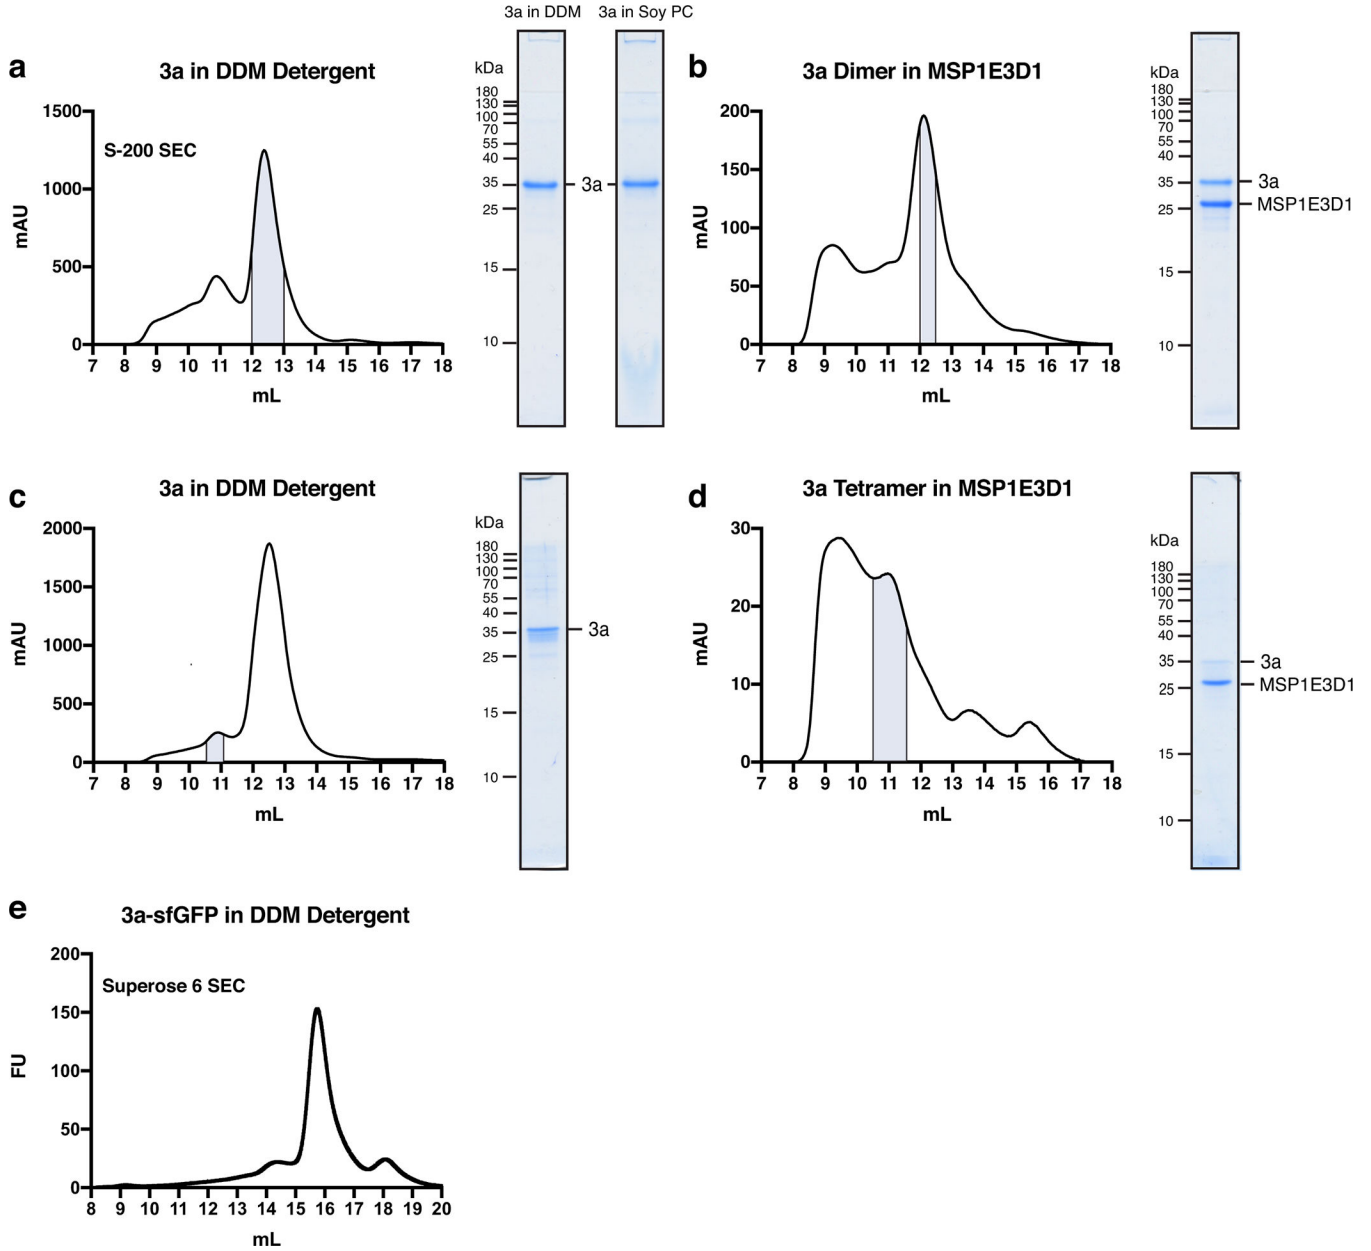 3a in DDM 3a in Soy PC
a
3a in DDM Detergent
S-200 SEC
mAU
1500
1000
500
0
7 8 9 10 11 12 13 14 15 16 17 18
mL
kDa
180
130
100
70
55
40
35
25
15
10
3a
b
3a Dimer in MSP1E3D1
mAU
200
150
100
50
0
7 8 9 10 11 12 13 14 15 16 17 18
mL
kDa
180
130
100
70
55
40
35
25
15
10
3a
MSP1E3D1
c
3a in DDM Detergent
mAU
2000
1500
1000
500
0
7 8 9 10 11 12 13 14 15 16 17 18
mL
kDa
180
130
100
70
55
40
35
25
15
10
3a
d
3a Tetramer in MSP1E3D1
mAU
30
20
10
0
7 8 9 10 11 12 13 14 15 16 17 18
mL
kDa
180
130
100
70
55
40
35
25
15
10
3a
MSP1E3D1
e
3a-sfGFP in DDM Detergent
Superose 6 SEC
FU
200
150
100
50
0
8 9 10 11 12 13 14 15 16 17 18 19 20
mL